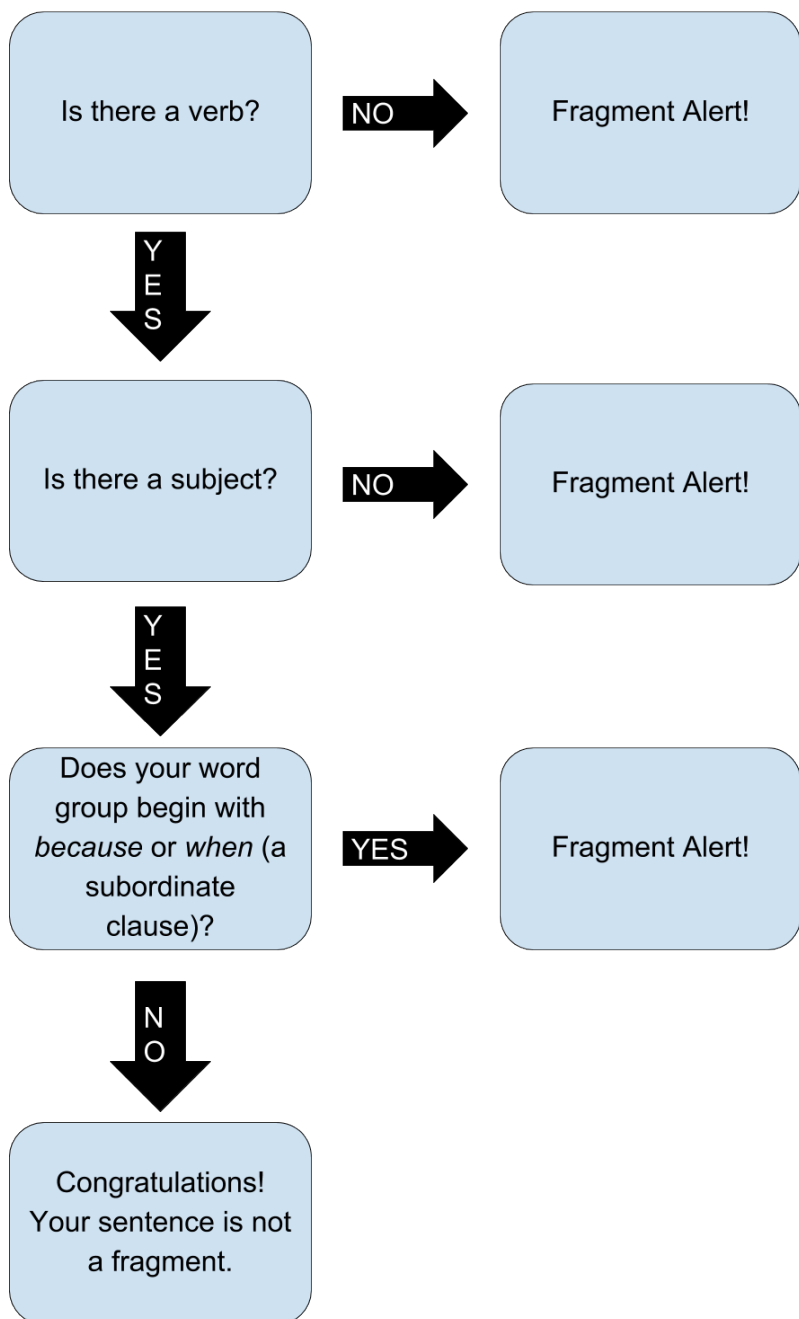 Is there a verb?
NO
Fragment Alert!
Y
E
S
Is there a subject?
NO
Fragment Alert!
Y
E
S
Does your word
group begin with
because or when (a
subordinate
clause)?
YES
Fragment Alert!
N
O
Congratulations!
Your sentence is not
a fragment.